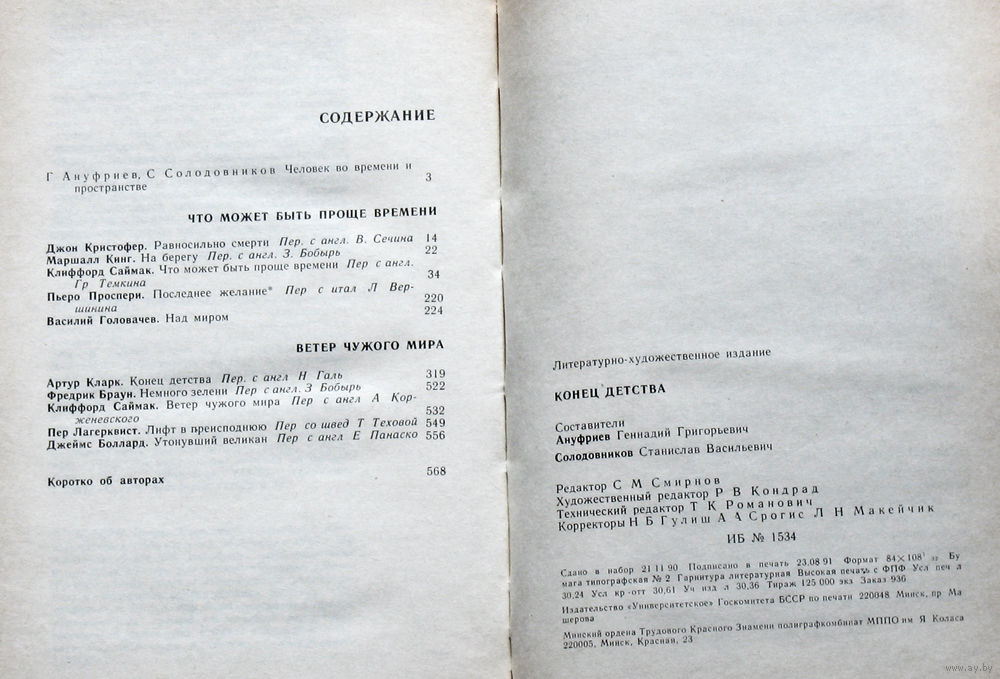 СОДЕРЖАНИЕ
Г Ануфриев, С Солодовников Человек во времени и
пространстве 3
ЧТО МОЖЕТ БЫТЬ ПРОЩЕ ВРЕМЕНИ
Джон Кристофер. Равносильно смерти Пер. с англ. В. Сечина 14
Маршалл Кинг. На берегу Пер. с англ. З. Бобырь 22
Клиффорд Саймак. Что может быть проще времени Пер с англ.
Гр Темкина 34
Пьеро Проспери. Последнее желание* Пер с итал Л Вер-
шинина 220
Василий Головачев. Над миром 224
ВЕТЕР ЧУЖОГО МИРА
Артур Кларк. Конец детства Пер. с англ Н Галь 319
Фредрик Браун. Немного зелени Пер с англ. З Бобырь 522
Клиффорд Саймак. Ветер чужого мира Пер с англ А Кор-
женевского 532
Пер Лагерквист. Лифт в преисподнюю Пер со швед Т Теховой 549
Джеймс Боллард. Утонувший великан Пер с англ Е Панаско 556
Коротко об авторах 568
Литературно-художественное издание
КОНЕЦ ДЕТСТВА
Составители
Ануфриев Геннадий Григорьевич
Солодовников Станислав Васильевич
Редактор С М Смирнов
Художественный редактор Р В Кондрад
Технический редактор Т К Романович
Корректоры Н Б Гулиш А А Срогис Л Н Макейчик
ИБ № 1534
Сдано в набор 21 11 90 Подписано в печать 23.08 91 Формат 84×108¹ ₃₂ Бу
мага типографская № 2 Гарнитура литературная Высокая печать с ФПФ Усл печ л
30,24 Усл кр-отт 30,61 Уч изд л 30,36 Тираж 125 000 экз Заказ 936
Издательство «Университетское» Госкомитета БССР по печати 220048 Минск, пр Ма
шерова
Минский ордена Трудового Красного Знамени полиграфкомбинат МППО им Я Коласа
220005, Минск, Красная, 23
www.ay.by